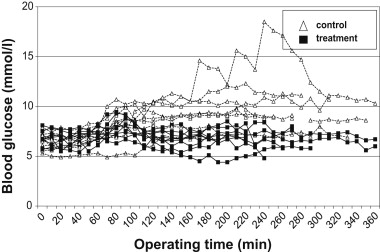 Blood glucose (mmol/l)
20
15
10
5
0
control
treatment
0 20 40 60 80 100 120 140 160 180 200 220 240 260 280 300 320 340 360
Operating time (min)